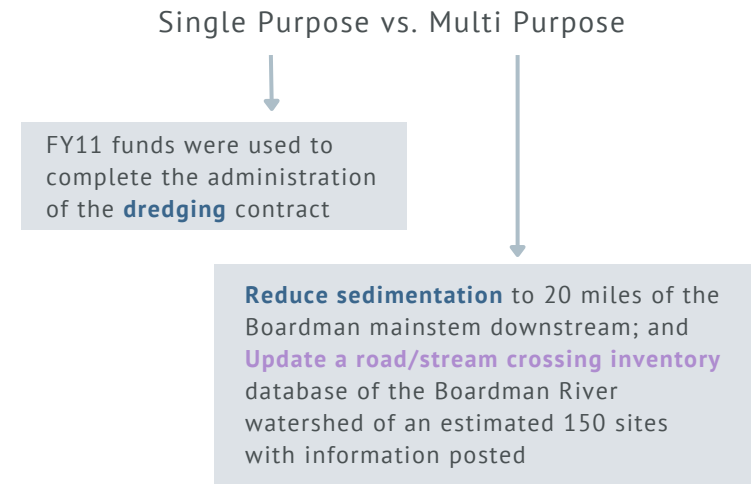 Single Purpose vs. Multi Purpose
FY11 funds were used to
complete the administration
of the dredging contract
Reduce sedimentation to 20 miles of the
Boardman mainstem downstream; and
Update a road/stream crossing inventory
database of the Boardman River
watershed of an estimated 150 sites
with information posted